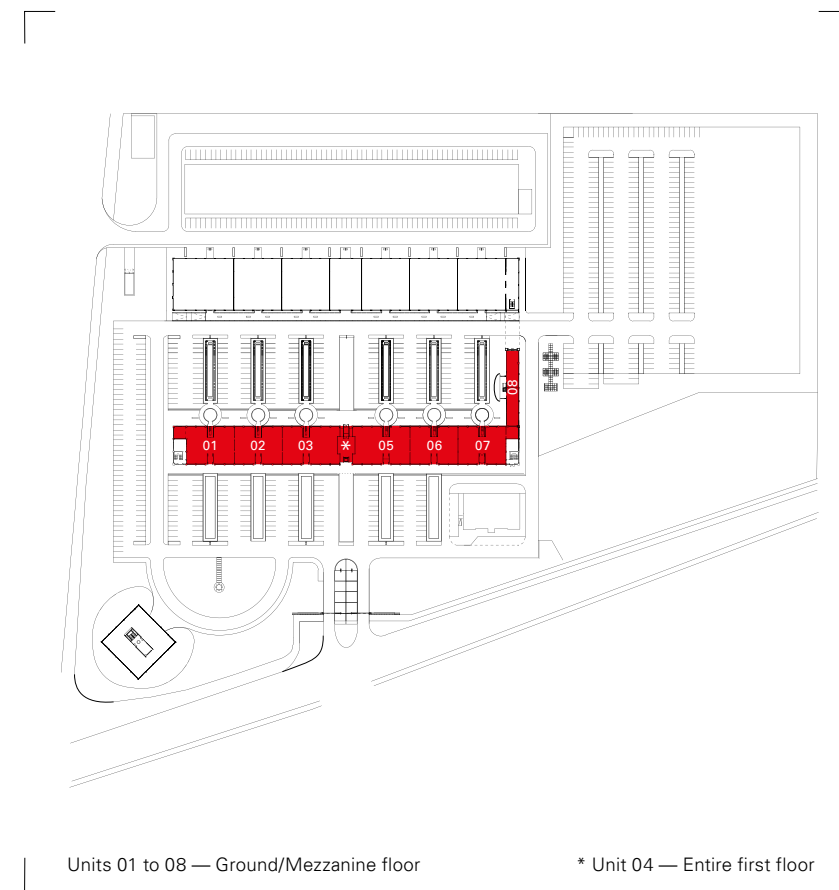 08
01 02 03 * 05 06 07
Units 01 to 08 — Ground/Mezzanine floor
* Unit 04 — Entire first floor